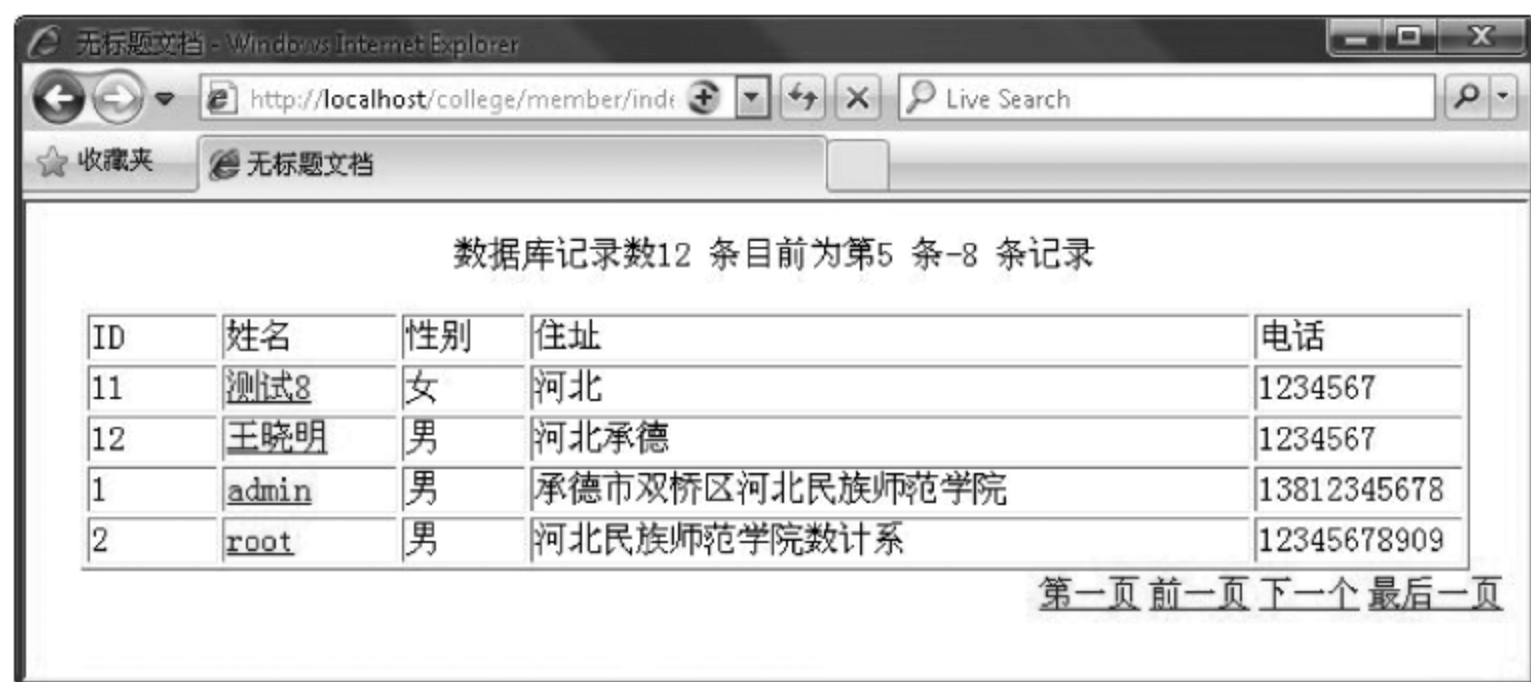 无标题文档 - Windows Internet Explorer
http://localhost/college/member/inde
Live Search
收藏夹 无标题文档
数据库记录数12 条目前为第5 条-8 条记录
ID 姓名 性别 住址 电话
11 测试8 女 河北 1234567
12 王晓明 男 河北承德 1234567
1 admin 男 承德市双桥区河北民族师范学院 13812345678
2 root 男 河北民族师范学院数计系 12345678909
第一页 前一页 下一个 最后一页